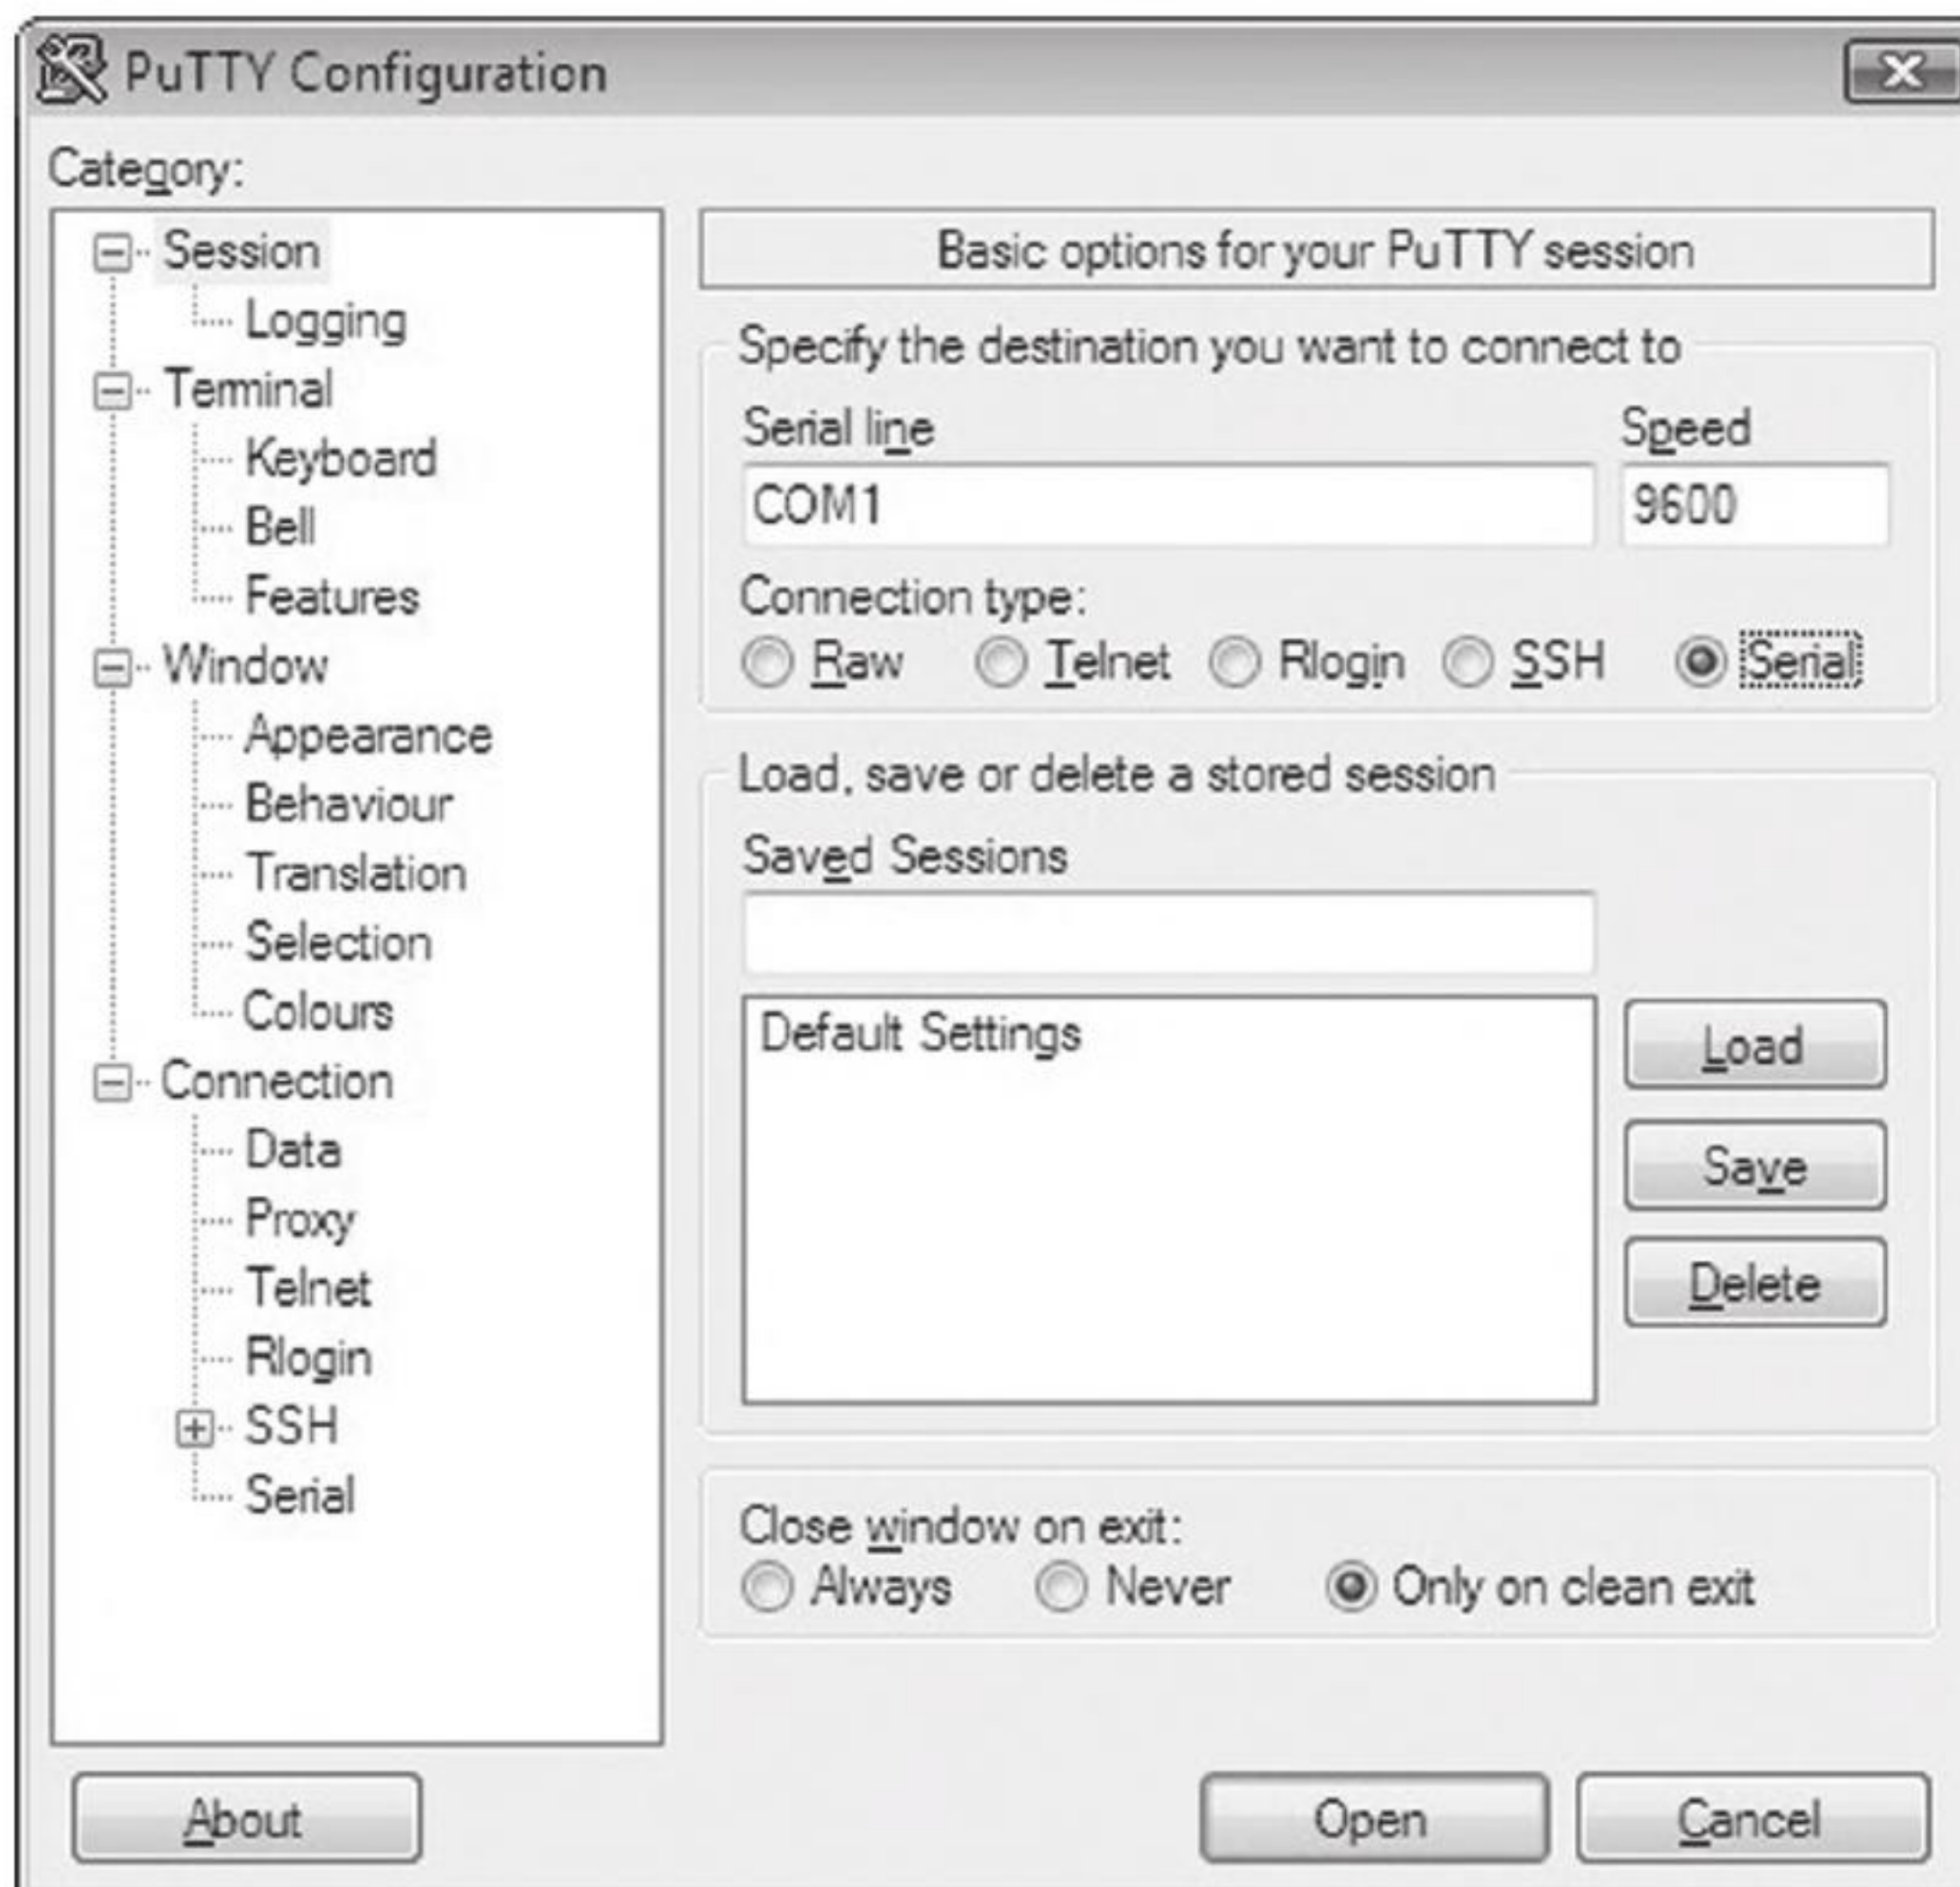 PuTTY Configuration
Category:
Session
Logging
Terminal
Keyboard
Bell
Features
Window
Appearance
Behaviour
Translation
Selection
Colours
Connection
Data
Proxy
Telnet
Rlogin
SSH
Serial
Basic options for your PuTTY session
Specify the destination you want to connect to
Serial line Speed
COM1 9600
Connection type:
Raw Telnet Rlogin SSH Serial
Load, save or delete a stored session
Saved Sessions
Default Settings
Load
Save
Delete
Close window on exit:
Always Never Only on clean exit
About Open Cancel